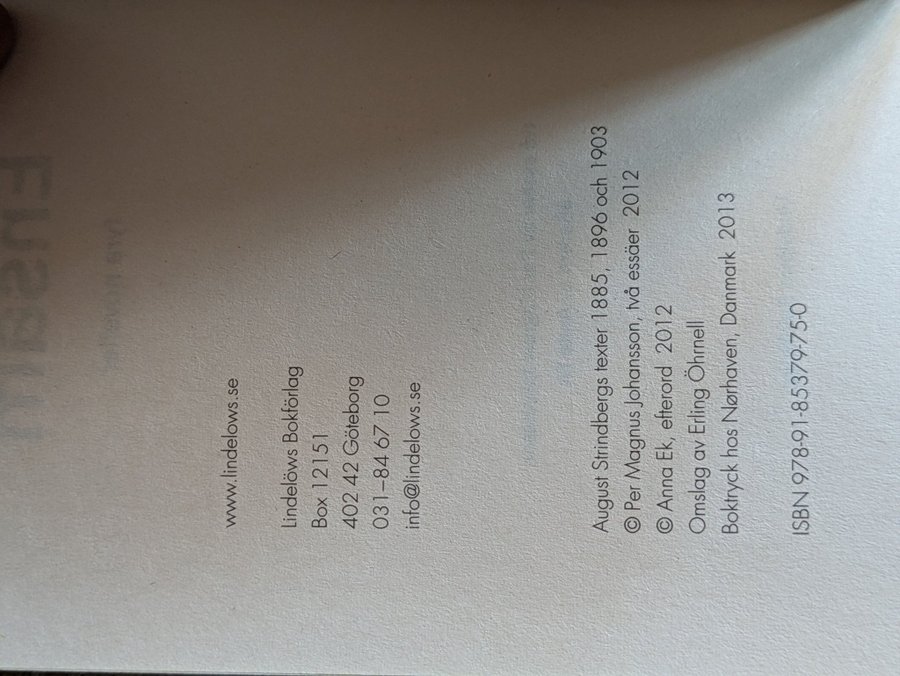 www.lindelows.se
Lindelöws Bokförlag
Box 12151
402 42 Göteborg
031–84 67 10
info@lindelows.se
August Strindbergs texter 1885, 1896 och 1903
© Per Magnus Johansson, två essäer 2012
© Anna Ek, efterord 2012
Omslag av Erling Öhrnell
Boktryck hos Nørhaven, Danmark 2013
ISBN 978-91-85379-75-0